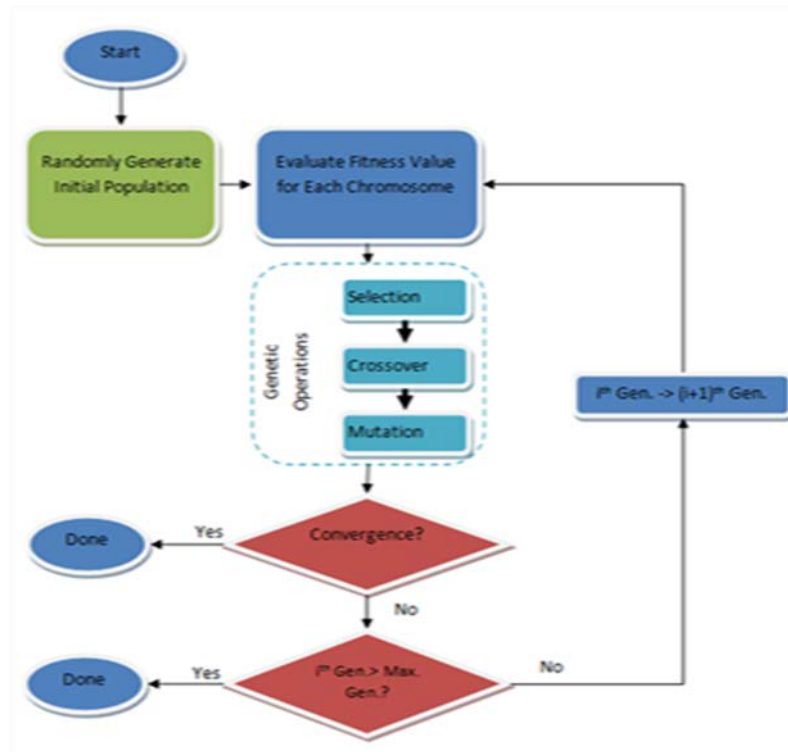 Start
Randomly Generate
Initial Population
Evaluate Fitness Value
for Each Chromosome
Genetic
Operations
Selection
Crossover
Mutation
iᵗʰ Gen. -> (i+1)ᵗʰ Gen.
Convergence?
Yes
Done
No
iᵗʰ Gen.> Max.
Gen.?
Yes
Done
No